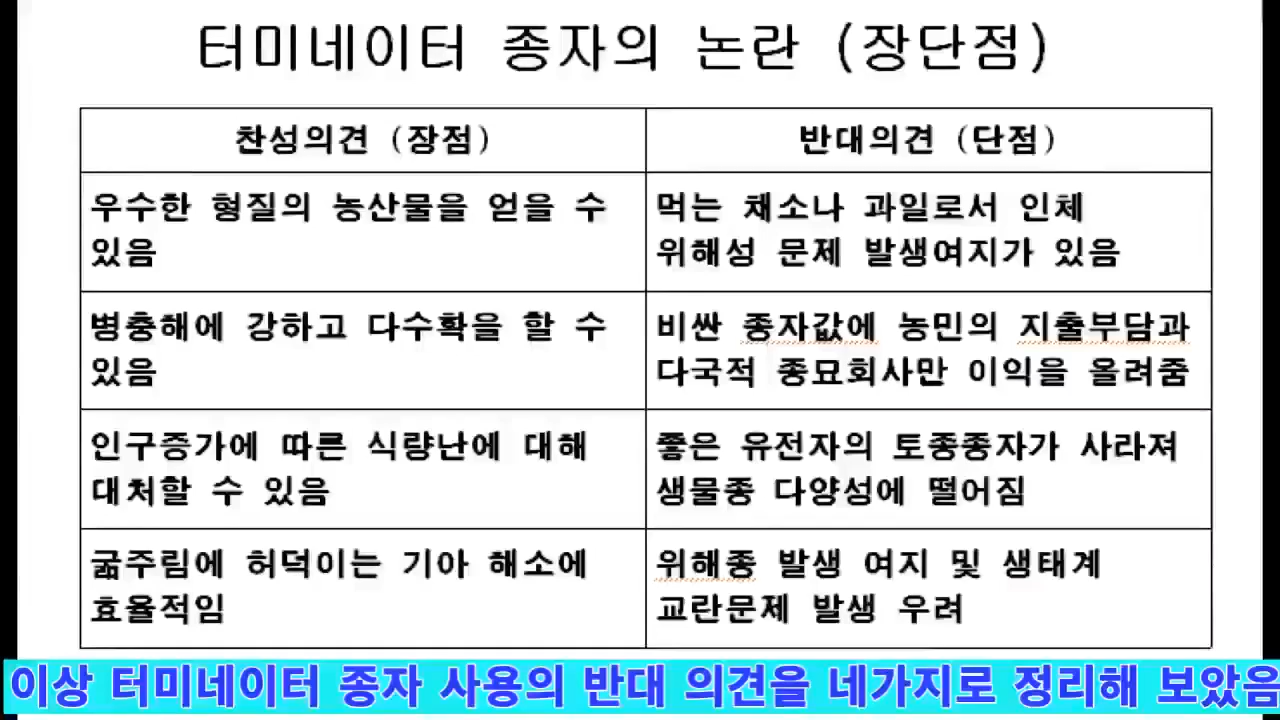 터미네이터 종자의 논란 (장단점)
찬성의견 (장점)
반대의견 (단점)
우수한 형질의 농산물을 얻을 수
있음
먹는 채소나 과일로서 인체
위해성 문제 발생여지가 있음
병충해에 강하고 다수확을 할 수
있음
비싼 종자값에 농민의 지출부담과
다국적 종묘회사만 이익을 올려줌
인구증가에 따른 식량난에 대해
대처할 수 있음
좋은 유전자의 토종종자가 사라져
생물종 다양성에 떨어짐
굶주림에 허덕이는 기아 해소에
효율적임
위해종 발생 여지 및 생태계
교란문제 발생 우려
이상 터미네이터 종자 사용의 반대 의견을 네가지로 정리해 보았음